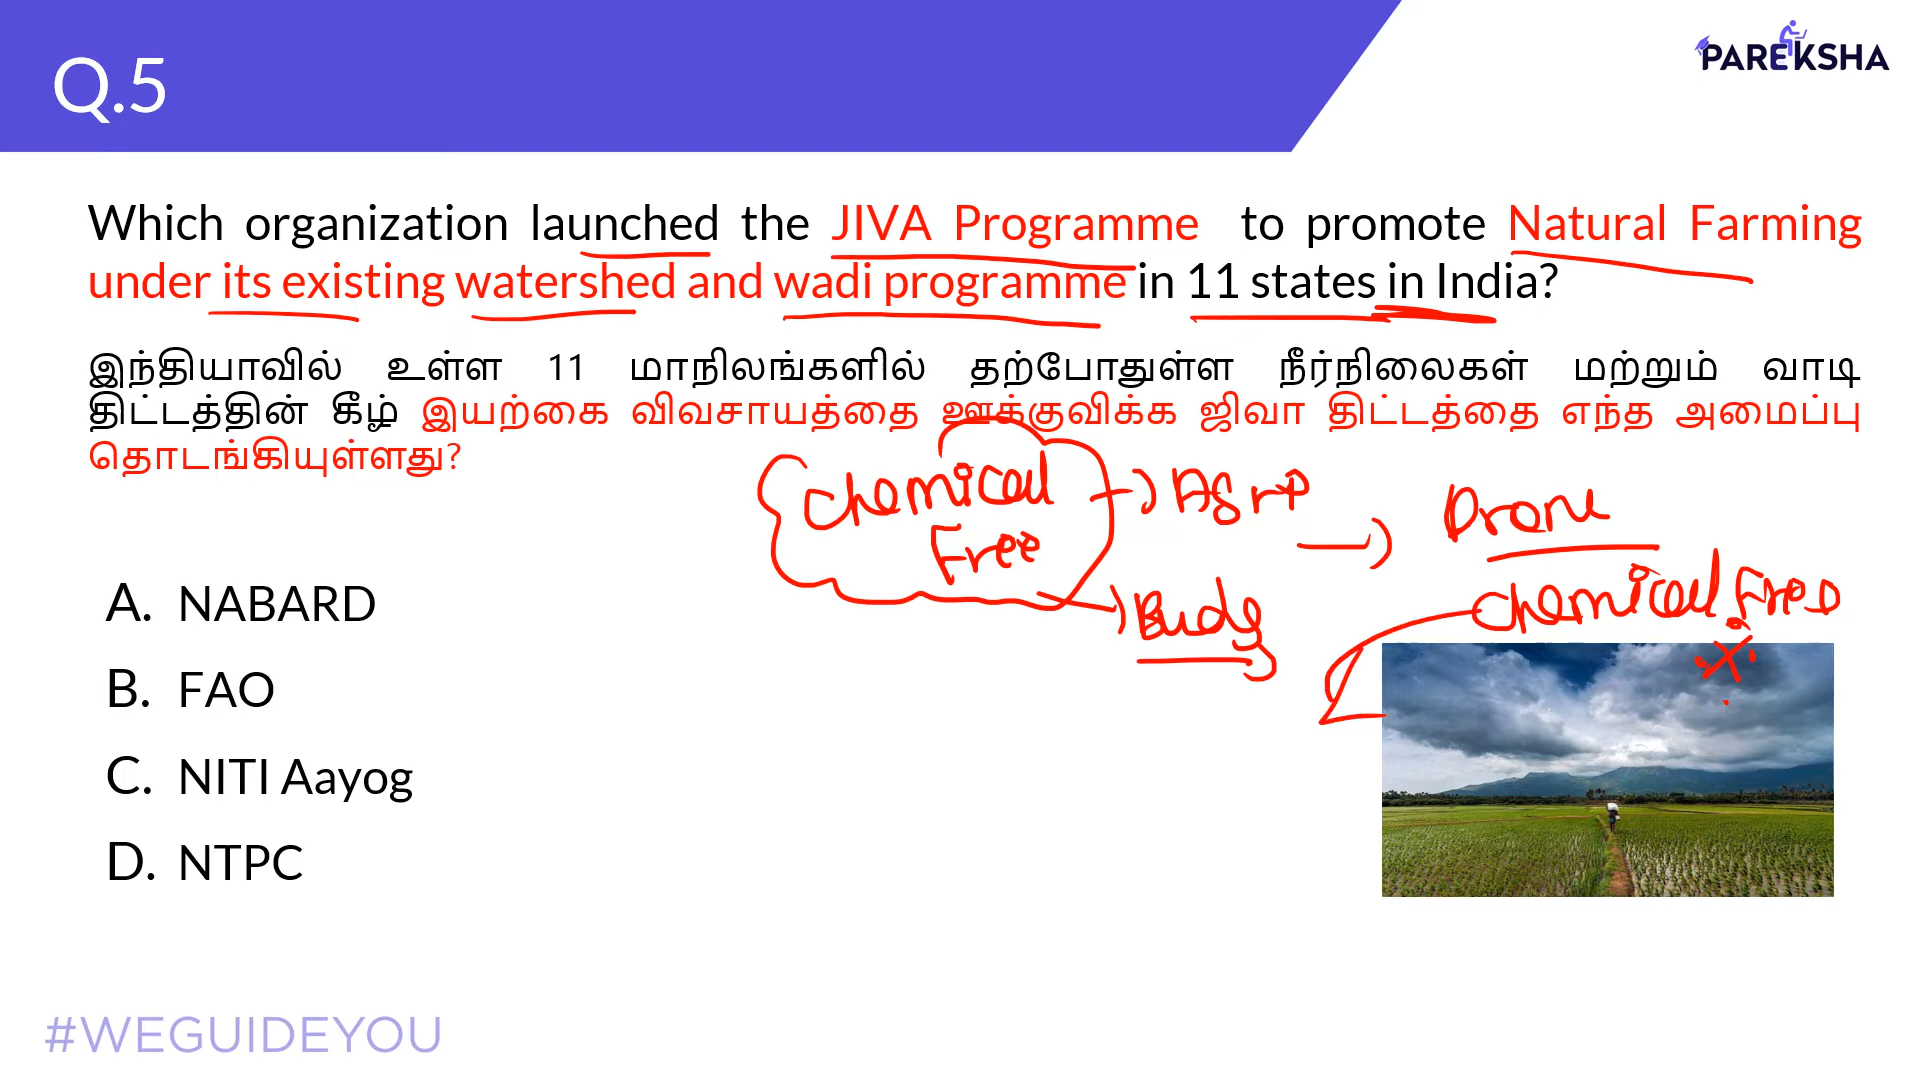 Q.5
PAREKSHA
Which organization launched the JIVA Programme to promote Natural Farming
under its existing watershed and wadi programme in 11 states in India?
இந்தியாவில் உள்ள 11 மாநிலங்களில் தற்போதுள்ள நீர்நிலைகள் மற்றும் வாடி
திட்டத்தின் கீழ் இயற்கை விவசாயத்தை ஊக்குவிக்க ஜிவா திட்டத்தை எந்த அமைப்பு
தொடங்கியுள்ளது?
Chemical
Free
Drone
Chemical Free
A. NABARD
B. FAO
C. NITI Aayog
D. NTPC
#WEGUIDEYOU